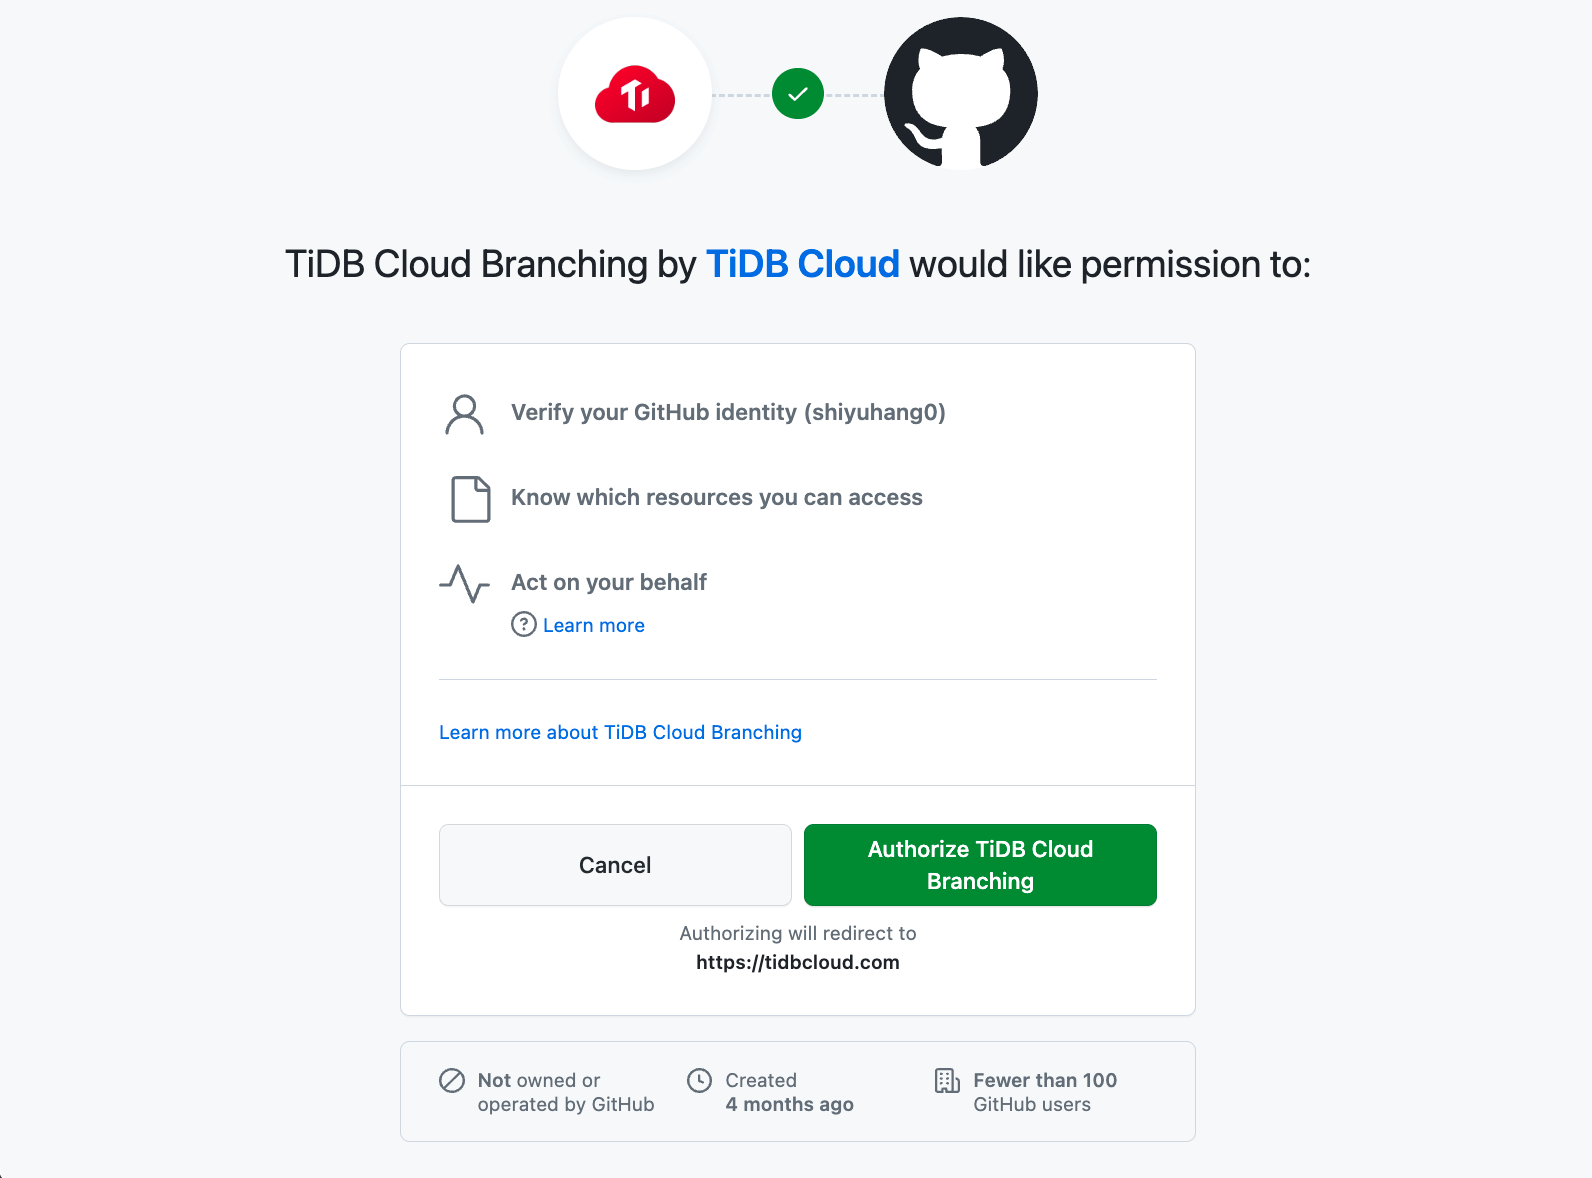 TiDB Cloud Branching by TiDB Cloud would like permission to:
Verify your GitHub identity (shiyuhang0)
Know which resources you can access
Act on your behalf
Learn more
Learn more about TiDB Cloud Branching
Cancel
Authorize TiDB Cloud
Branching
Authorizing will redirect to
https://tidbcloud.com
Not owned or
operated by GitHub
Created
4 months ago
Fewer than 100
GitHub users